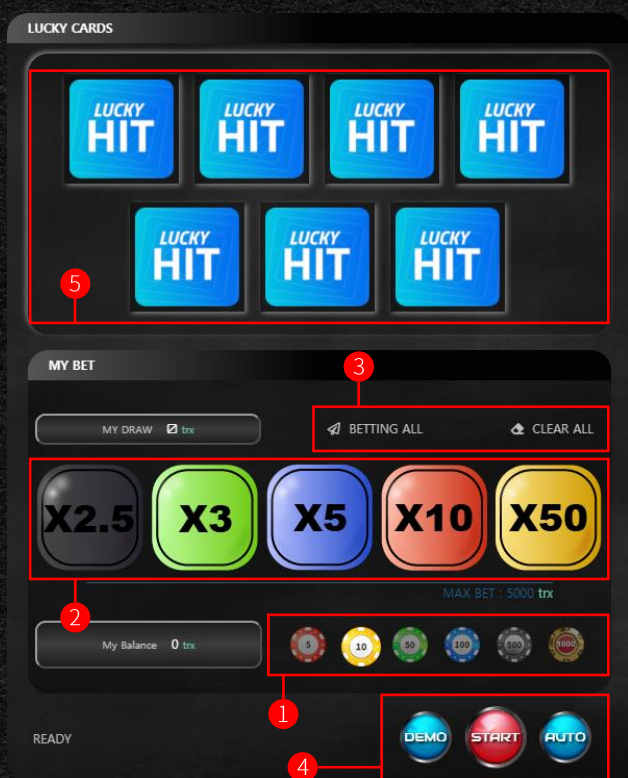 LUCKY CARDS
LUCKY HIT
LUCKY HIT
LUCKY HIT
LUCKY HIT
LUCKY HIT
LUCKY HIT
LUCKY HIT
5
MY BET
3
MY DRAW 0 trx
BETTING ALL
CLEAR ALL
X2.5
X3
X5
X10
X50
2
MAX BET : 5000 trx
My Balance 0 trx
5
10
50
100
500
1000
1
READY
DEMO
START
AUTO
4